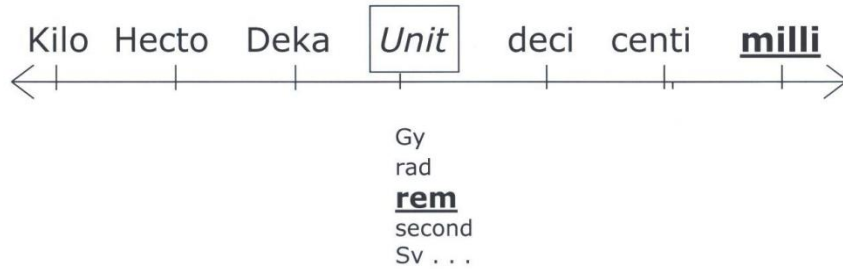 Kilo Hecto Deka Unit deci centi milli
Gy
rad
rem
second
Sv . . .